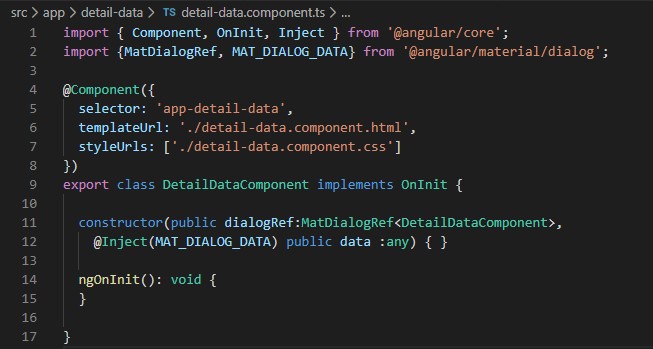 src > app > detail-data > TS detail-data.component.ts > ...
1 import { Component, OnInit, Inject } from '@angular/core';
2 import {MatDialogRef, MAT_DIALOG_DATA} from '@angular/material/dialog';
3
4 @Component({
5 selector: 'app-detail-data',
6 templateUrl: './detail-data.component.html',
7 styleUrls: ['./detail-data.component.css']
8 })
9 export class DetailDataComponent implements OnInit {
10
11 constructor(public dialogRef:MatDialogRef<DetailDataComponent>,
12 @Inject(MAT_DIALOG_DATA) public data :any) { }
13
14 ngOnInit(): void {
15 }
16
17 }